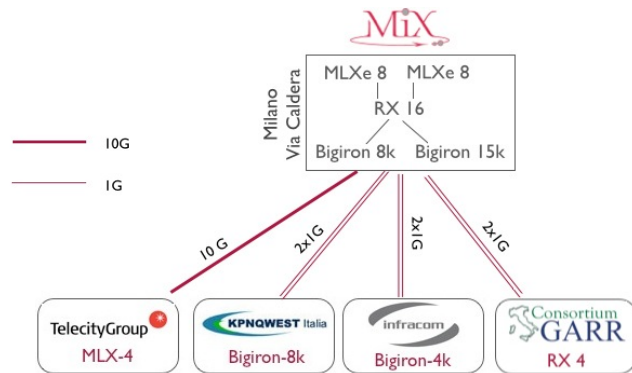 MiX
MLXe 8 MLXe 8
RX 16
Milano
Via Caldera
Bigiron 8k Bigiron 15k
10G
1G
10 G
2x1G
2x1G
2x1G
TelecityGroup
MLX-4
KPNQWEST Italia
Bigiron-8k
infracom
Bigiron-4k
Consortium
GARR
RX 4